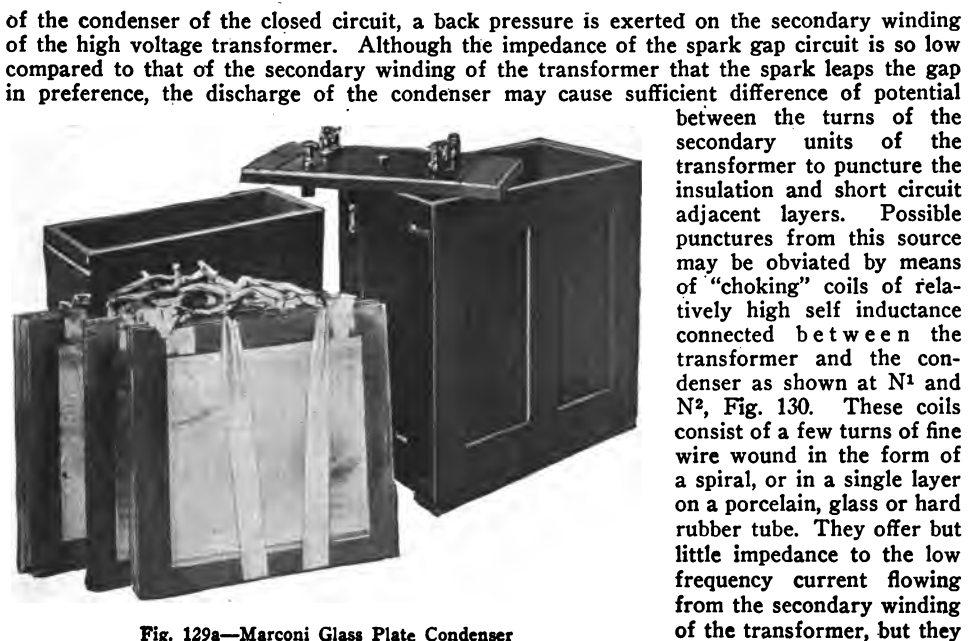 of the condenser of the closed circuit, a back pressure is exerted on the secondary winding
of the high voltage transformer. Although the impedance of the spark gap circuit is so low
compared to that of the secondary winding of the transformer that the spark leaps the gap
in preference, the discharge of the condenser may cause sufficient difference of potential
between the turns of the
secondary units of the
transformer to puncture the
insulation and short circuit
adjacent layers. Possible
punctures from this source
may be obviated by means
of "choking" coils of rela-
tively high self inductance
connected between the
transformer and the con-
denser as shown at N¹ and
N², Fig. 130. These coils
consist of a few turns of fine
wire wound in the form of
a spiral, or in a single layer
on a porcelain, glass or hard
rubber tube. They offer but
little impedance to the low
frequency current flowing
from the secondary winding
of the transformer, but they
Fig. 129a—Marconi Glass Plate Condenser